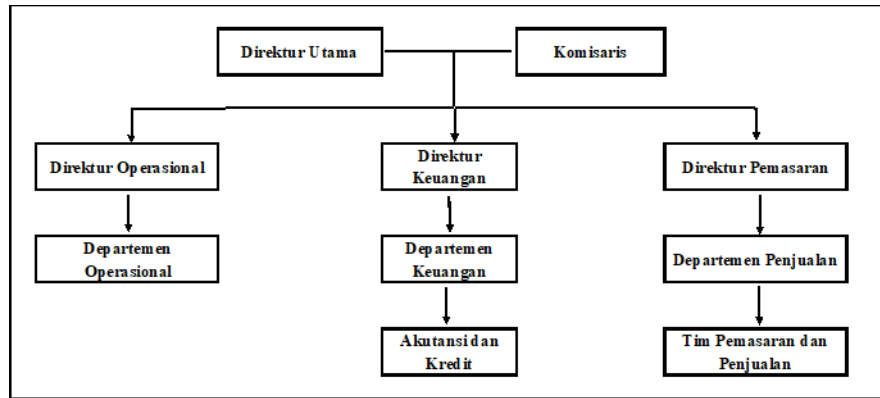 Direktur Utama
Komisaris
Direktur Operasional
Direktur
Keuangan
Direktur Pemasaran
Departemen
Operasional
Departemen
Keuangan
Departemen Penjualan
Akutansi dan
Kredit
Tim Pemasaran dan
Penjualan